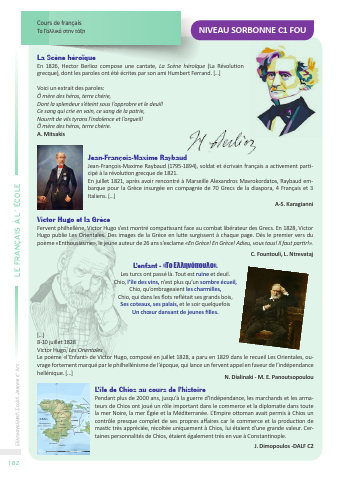 Cours de français
Τα Γαλλικά στην τάξη
NIVEAU SORBONNE C1 FOU
La Scène héroïque
En 1826, Hector Berlioz compose une cantate, La Scène héroïque (La Révolution
grecque), dont les paroles ont été écrites par son ami Humbert Ferrand. [...]
Voici un extrait des paroles:
Ô mère des héros, terre chérie,
Dont la splendeur s'éteint sous l'opprobre et le deuil!
Ce sang qui crie en vain, ce sang de la patrie,
Nourrit de vils tyrans l'indolence et l'orgueil!
Ô mère des héros, terre chérie.
A. Mitsakis
H. Berlioz
Jean-François-Maxime Raybaud
Jean-François-Maxime Raybaud (1795-1894), soldat et écrivain français a activement parti-
cipé à la révolution grecque de 1821.
En juillet 1821, après avoir rencontré à Marseille Alexandros Mavrokordatos, Raybaud em-
barque pour la Grèce insurgée en compagnie de 70 Grecs de la diaspora, 4 Français et 3
Italiens. [...]
A-S. Karagianni
Victor Hugo et la Grèce
Fervent philhellène, Victor Hugo s'est montré compatissant face au combat libérateur des Grecs. En 1828, Victor
Hugo publie Les Orientales. Des images de la Grèce en lutte surgissent à chaque page. Dès le premier vers du
poème «Enthousiasme», le jeune auteur de 26 ans s'exclame «En Grèce! En Grèce! Adieu, vous tous! Il faut partir!».
C. Fountouli, L. Ntrevataj
L'enfant - «Το Ελληνόπουλο».
Les turcs ont passé là. Tout est ruine et deuil.
Chio, l'île des vins, n'est plus qu'un sombre écueil,
Chio, qu'ombrageaient les charmilles,
Chio, qui dans les flots reflétait ses grands bois,
Ses coteaux, ses palais, et le soir quelquefois
Un chœur dansant de jeunes filles.
[...]
8-10 juillet 1828
Victor Hugo, Les Orientales
Le poème d'Enfant» de Victor Hugo, composé en juillet 1828, a paru en 1829 dans le recueil Les Orientales, ou-
vrage fortement marqué par le philhellénisme de l'époque, qui lance un fervent appel en faveur de l'indépendance
hellénique. [...]
N. Dialinaki - M. E. Panoutsopoulou
L'île de Chios au cours de l'histoire
Pendant plus de 2000 ans, jusqu'à la guerre d'Indépendance, les marchands et les arma-
teurs de Chios ont joué un rôle important dans le commerce et la diplomatie dans toute
la mer Noire, la mer Égée et la Méditerranée. L'Empire ottoman avait permis à Chios un
contrôle presque complet de ses propres affaires car le commerce et la production de
mastic très appréciée, récoltée uniquement à Chios, lui étaient d'une grande valeur. Cer-
taines personnalités de Chios, étaient également très en vue à Constantinople.
J. Dimopoulos -DALF C2
LE FRANÇAIS À L' ÉCOLE
182